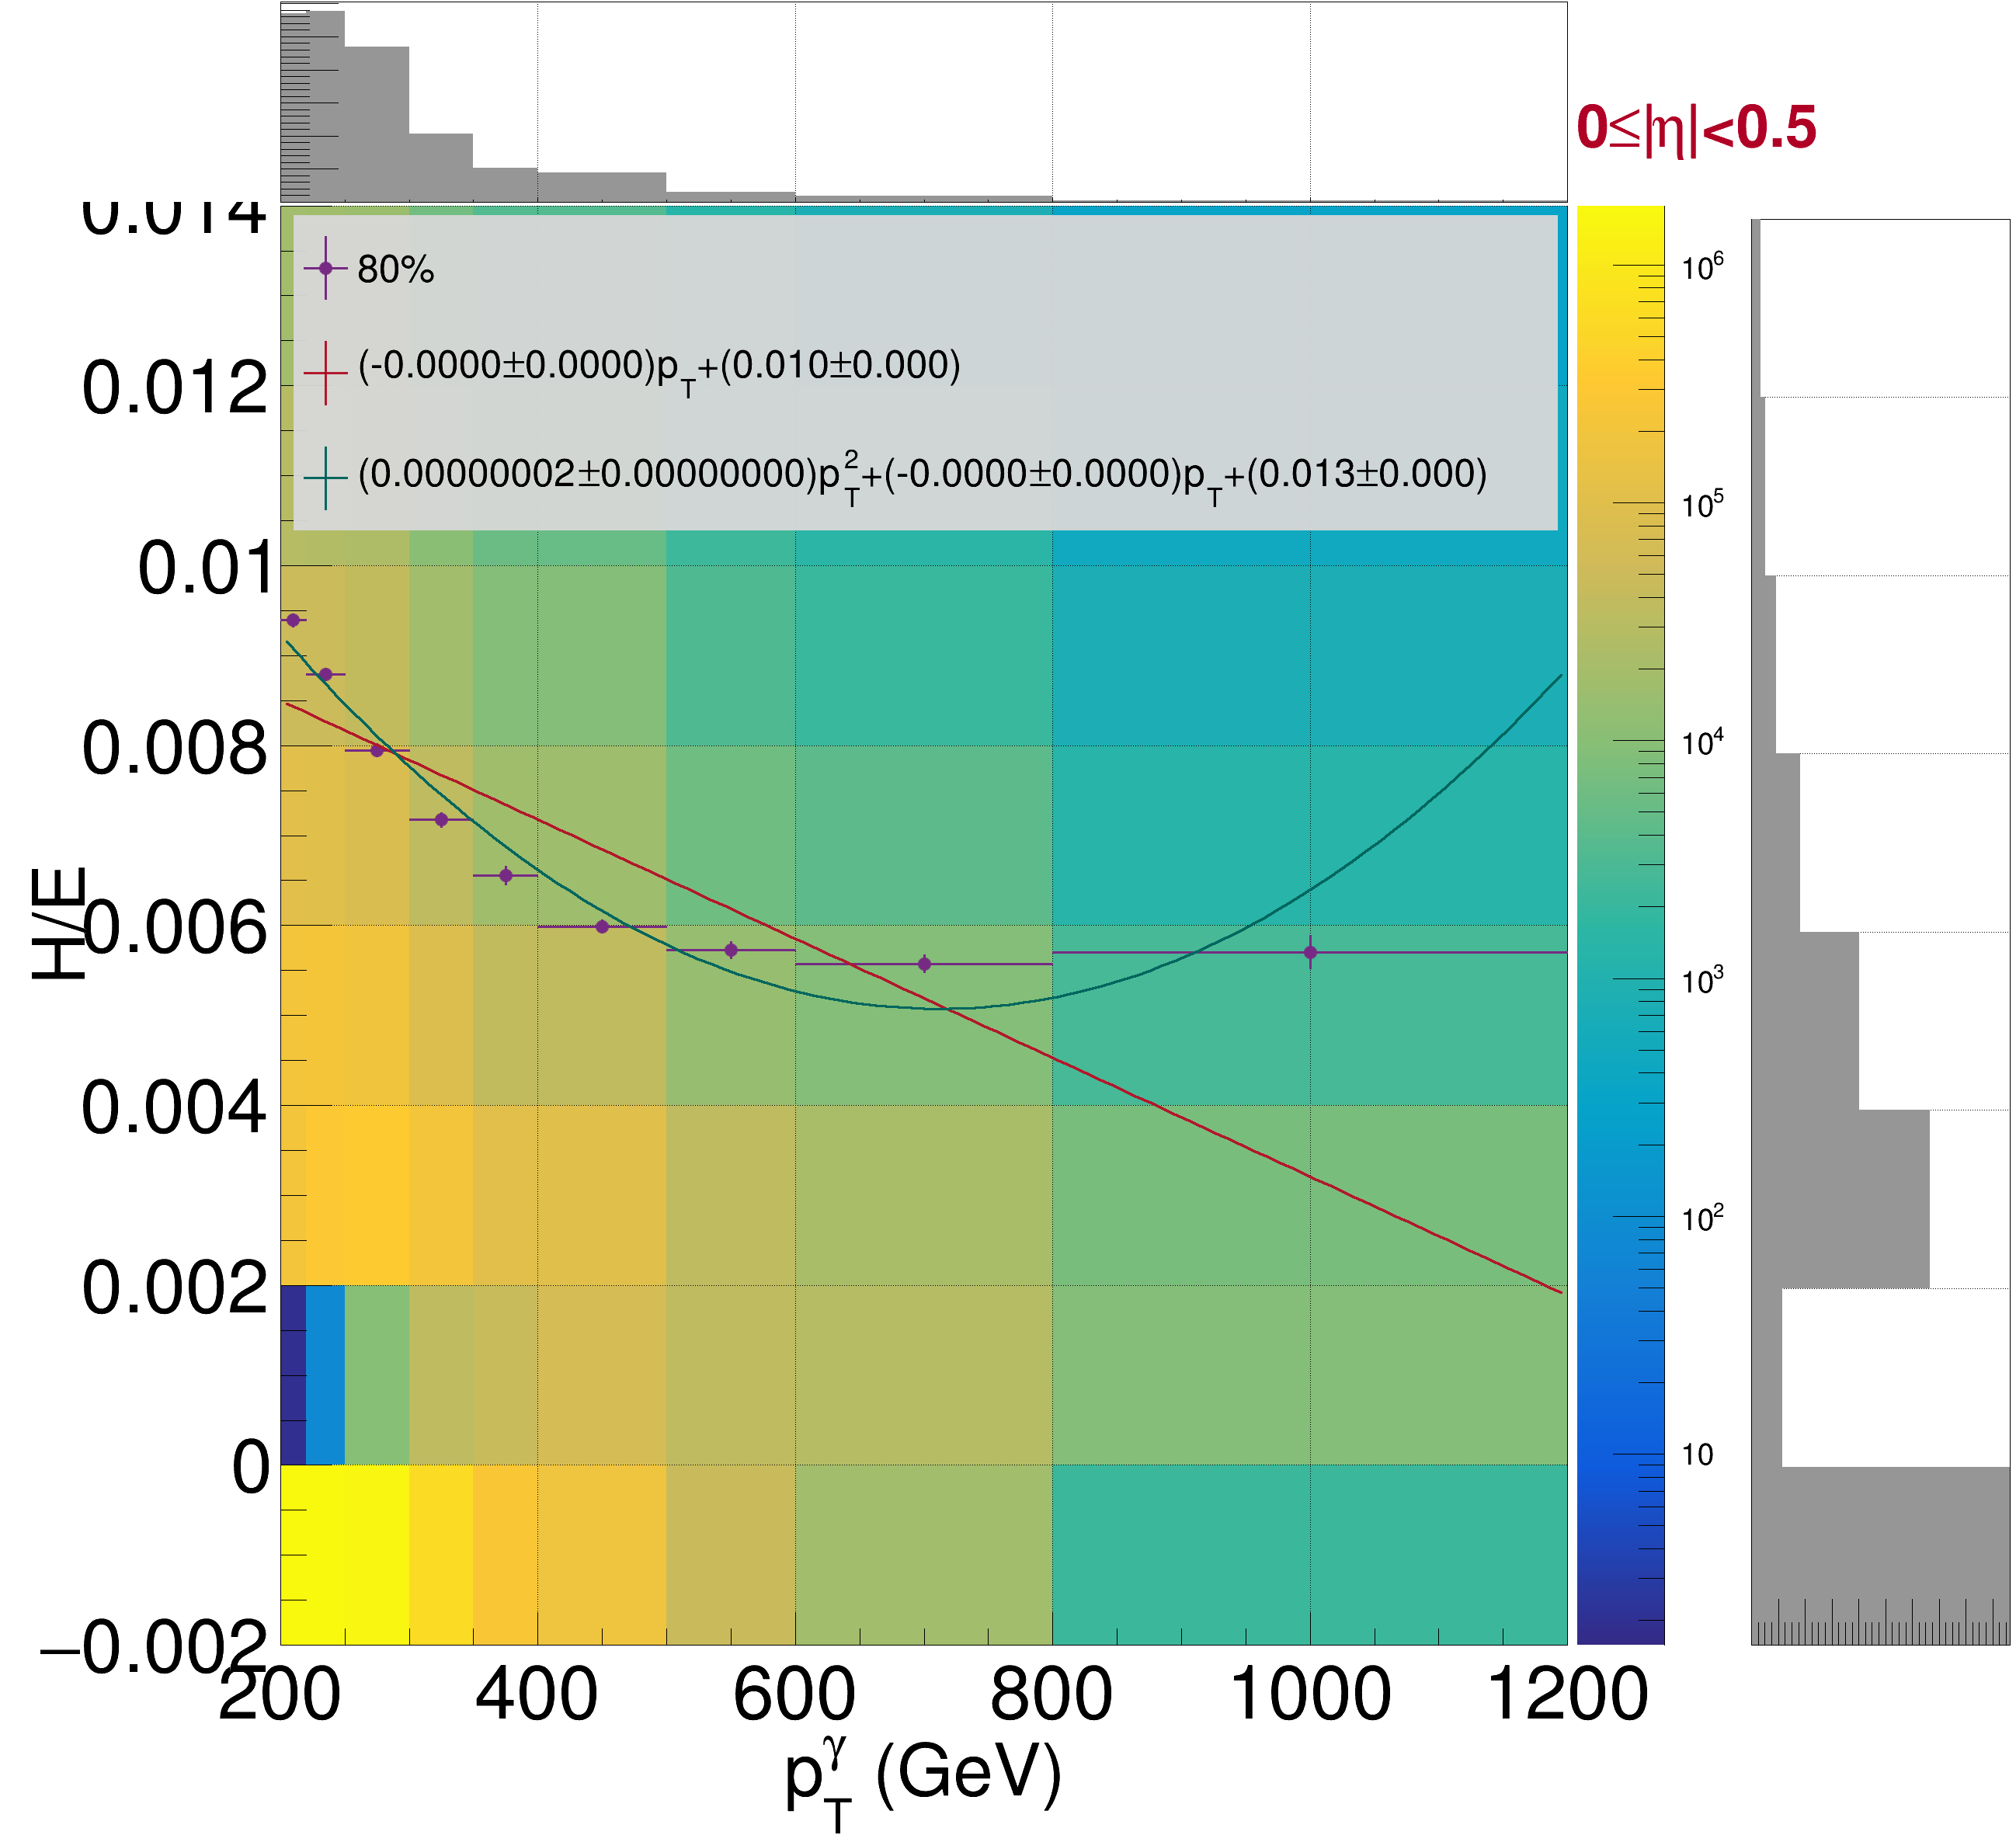 0≤|η|<0.5
0.014
0.012
0.01
0.008
0.006
0.004
0.002
0
−0.002
H/E
80%
(-0.0000±0.0000)p_T+(0.010±0.000)
(0.00000002±0.00000000)p_T^2+(-0.0000±0.0000)p_T+(0.013±0.000)
10^6
10^5
10^4
10^3
10^2
10
200 400 600 800 1000 1200
p_T^γ (GeV)